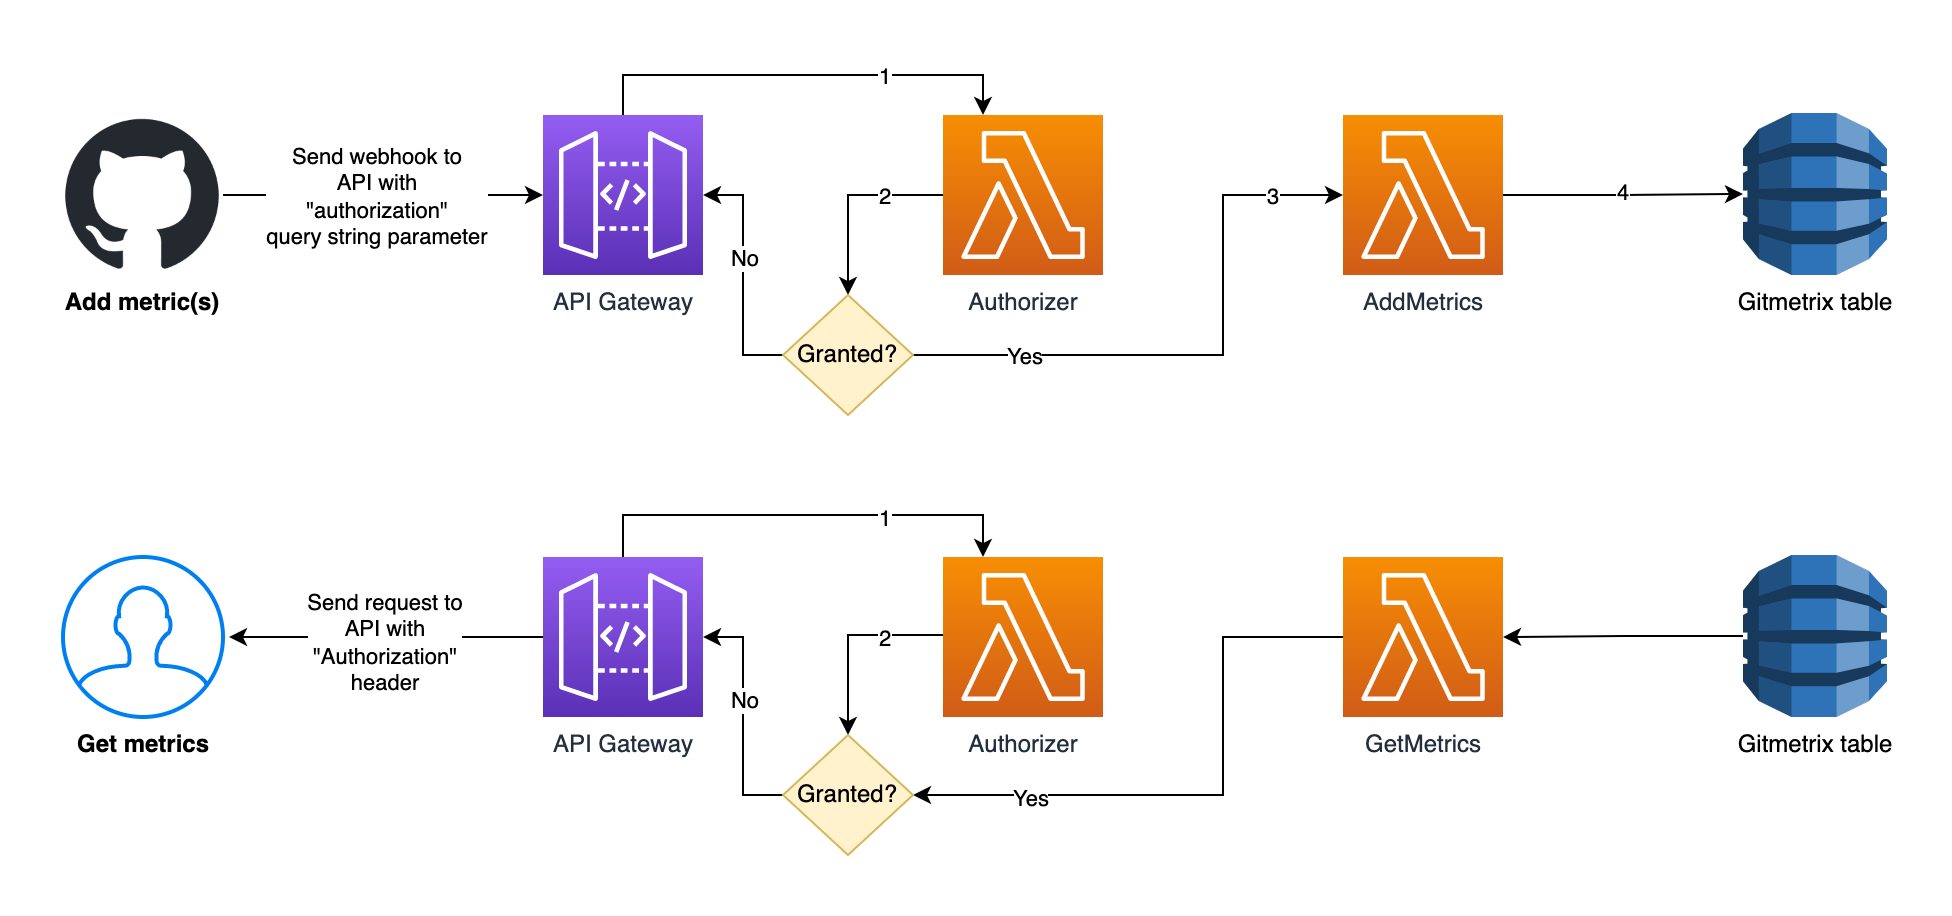 1
Send webhook to
API with
"authorization"
query string parameter
2
3
4
No
Add metric(s)
API Gateway
Authorizer
AddMetrics
Gitmetrix table
Granted?
Yes
1
Send request to
API with
"Authorization"
header
2
No
Get metrics
API Gateway
Authorizer
GetMetrics
Gitmetrix table
Granted?
Yes